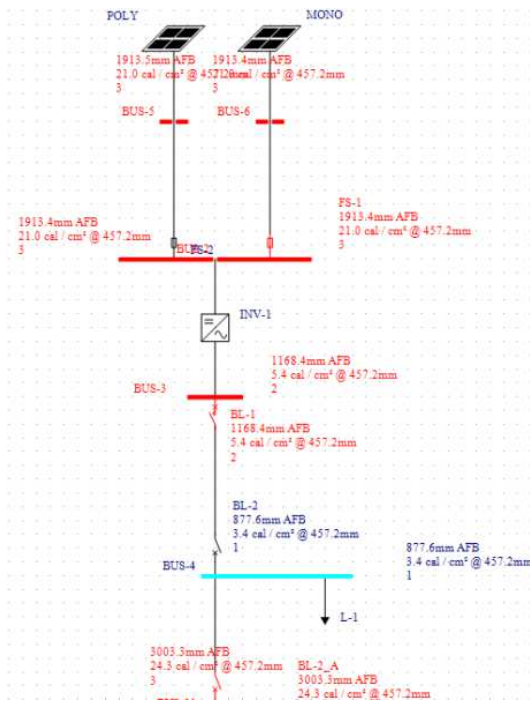 POLY
MONO
1913.5mm AFB
1913.4mm AFB
21.0 cal / cm² @ 457.2mm
3
3
BUS-5
BUS-6
1913.4mm AFB
21.0 cal / cm² @ 457.2mm
3
FS-1
1913.4mm AFB
21.0 cal / cm² @ 457.2mm
3
FS-2
INV-1
1168.4mm AFB
5.4 cal / cm² @ 457.2mm
2
BUS-3
BL-1
1168.4mm AFB
5.4 cal / cm² @ 457.2mm
2
BL-2
877.6mm AFB
3.4 cal / cm² @ 457.2mm
1
877.6mm AFB
3.4 cal / cm² @ 457.2mm
1
BUS-4
L-1
3003.3mm AFB
24.3 cal / cm² @ 457.2mm
3
BL-2_A
3003.3mm AFB
24.3 cal / cm² @ 457.2mm